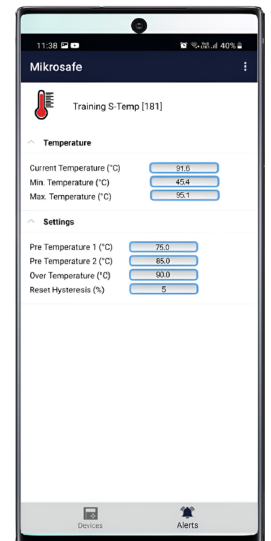 11:38
40%
Mikrosafe
Training S-Temp [181]
Temperature
Current Temperature (°C) 91.6
Min. Temperature (°C) 45.4
Max. Temperature (°C) 95.1
Settings
Pre Temperature 1 (°C) 75.0
Pre Temperature 2 (°C) 85.0
Over Temperature (°C) 90.0
Reset Hysteresis (%) 5
Devices Alerts